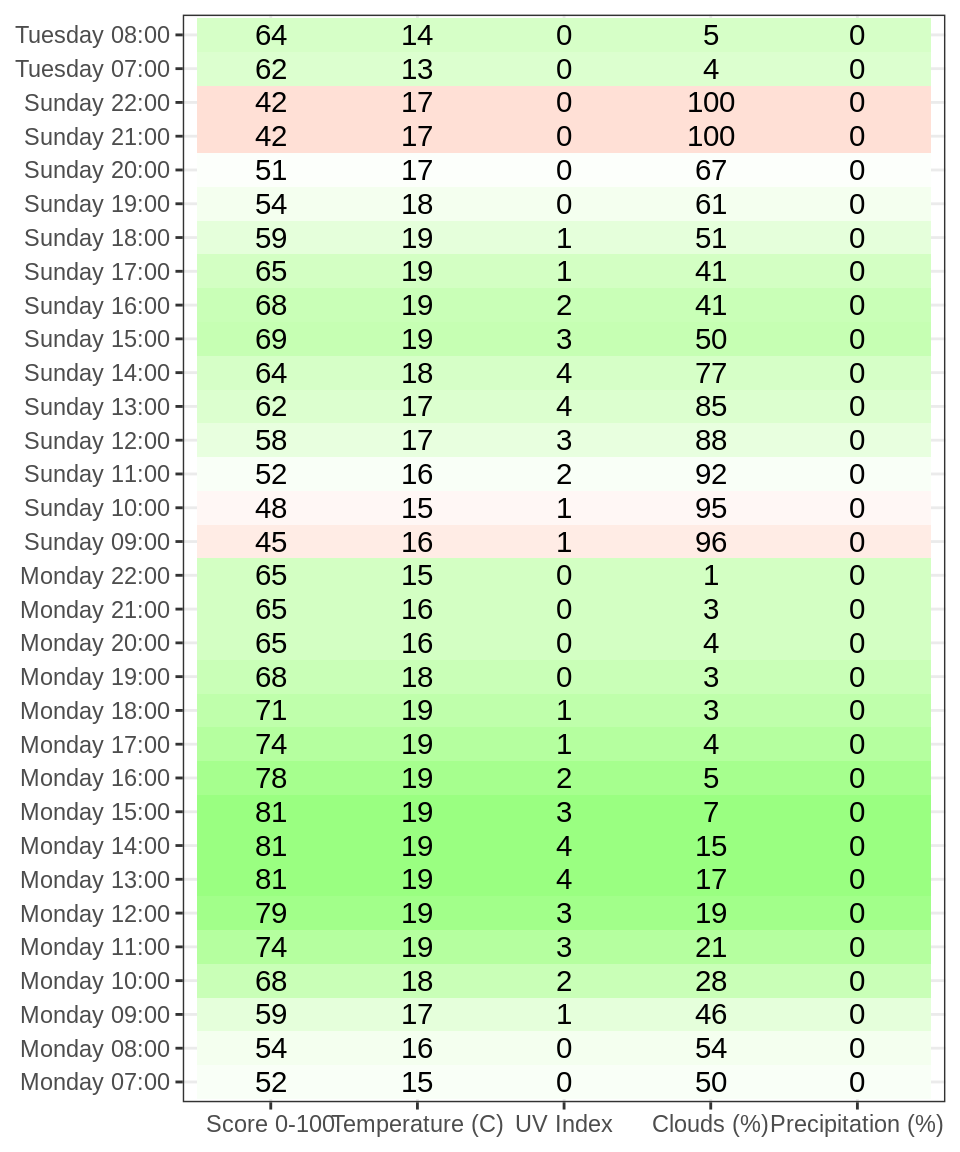 Tuesday 08:00 64 14 0 5 0
Tuesday 07:00 62 13 0 4 0
Sunday 22:00 42 17 0 100 0
Sunday 21:00 42 17 0 100 0
Sunday 20:00 51 17 0 67 0
Sunday 19:00 54 18 0 61 0
Sunday 18:00 59 19 1 51 0
Sunday 17:00 65 19 1 41 0
Sunday 16:00 68 19 2 41 0
Sunday 15:00 69 19 3 50 0
Sunday 14:00 64 18 4 77 0
Sunday 13:00 62 17 4 85 0
Sunday 12:00 58 17 3 88 0
Sunday 11:00 52 16 2 92 0
Sunday 10:00 48 15 1 95 0
Sunday 09:00 45 16 1 96 0
Monday 22:00 65 15 0 1 0
Monday 21:00 65 16 0 3 0
Monday 20:00 65 16 0 4 0
Monday 19:00 68 18 0 3 0
Monday 18:00 71 19 1 3 0
Monday 17:00 74 19 1 4 0
Monday 16:00 78 19 2 5 0
Monday 15:00 81 19 3 7 0
Monday 14:00 81 19 4 15 0
Monday 13:00 81 19 4 17 0
Monday 12:00 79 19 3 19 0
Monday 11:00 74 19 3 21 0
Monday 10:00 68 18 2 28 0
Monday 09:00 59 17 1 46 0
Monday 08:00 54 16 0 54 0
Monday 07:00 52 15 0 50 0
Score 0-100 Temperature (C) UV Index Clouds (%) Precipitation (%)